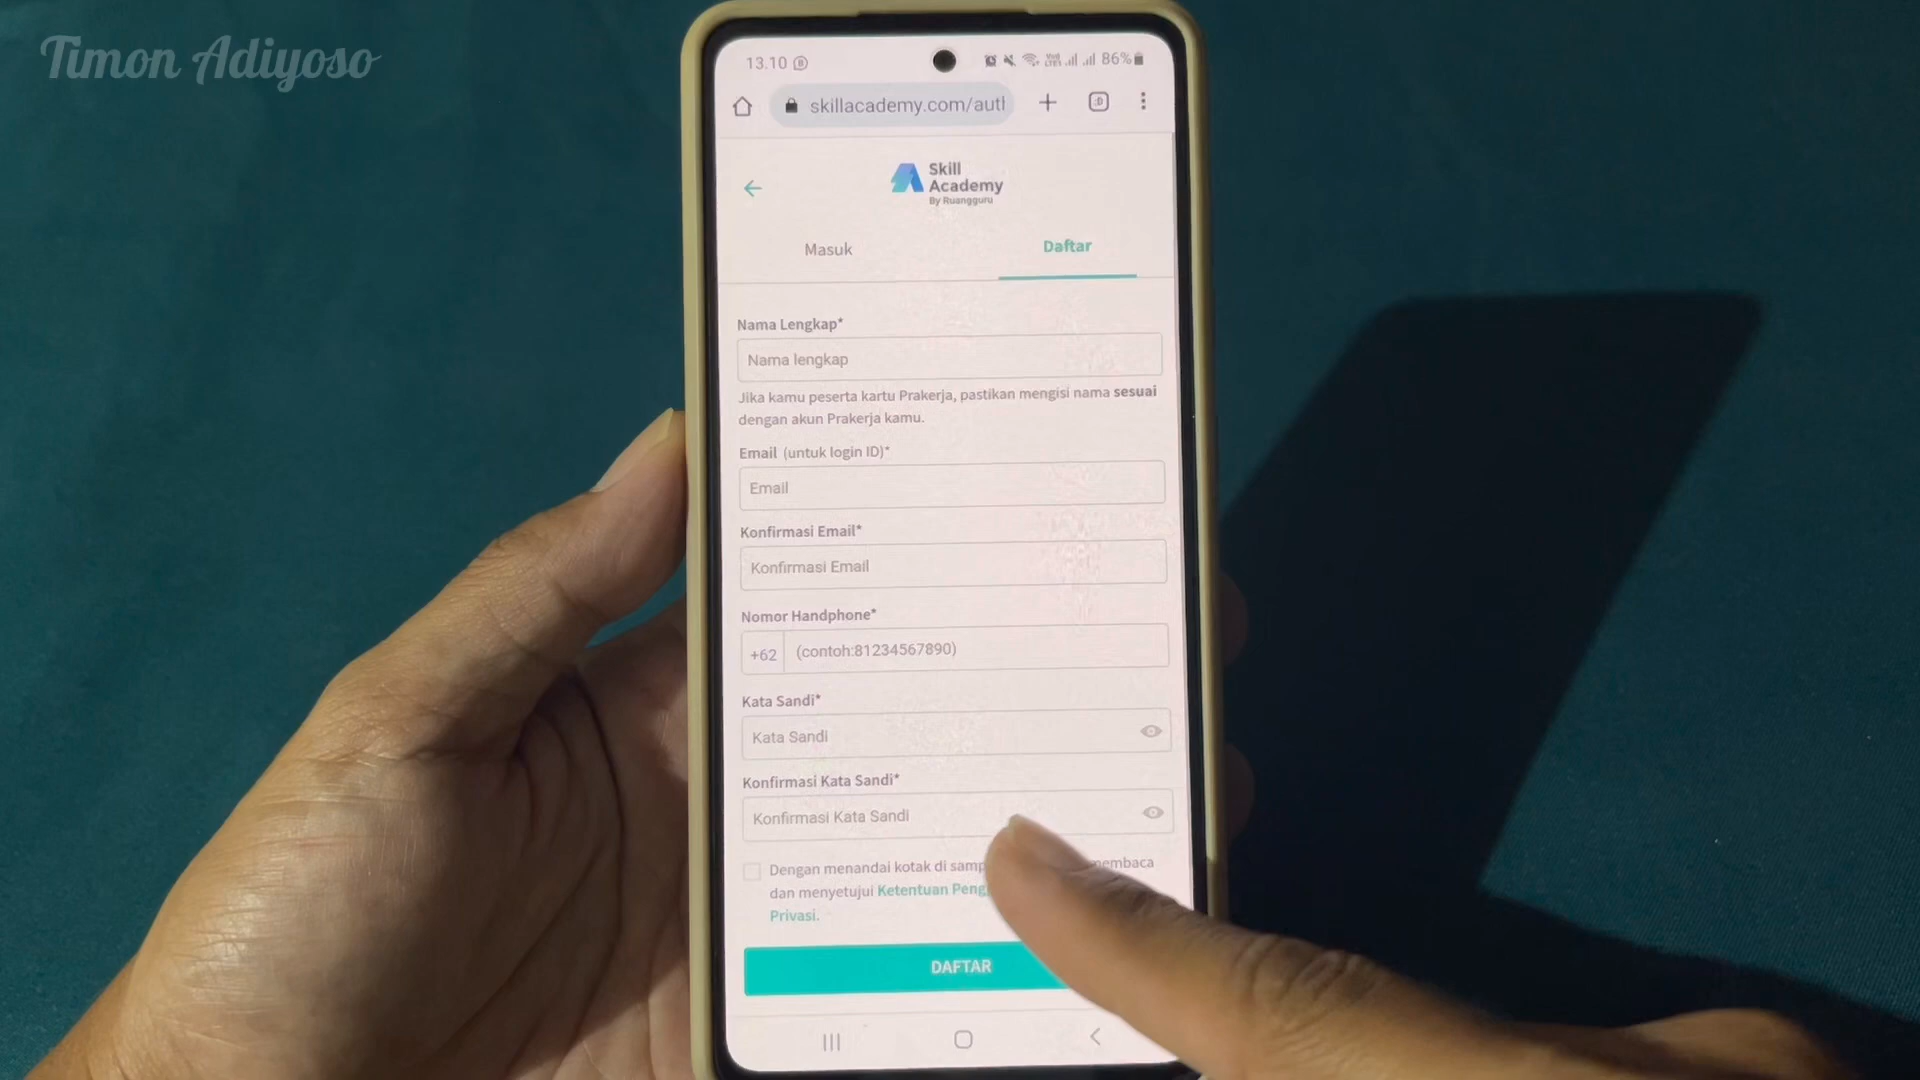 Timon Adiyoso
13.10
86%
skillacademy.com/auth
Skill
Academy
By Ruangguru
Masuk
Daftar
Nama Lengkap*
Nama lengkap
Jika kamu peserta kartu Prakerja, pastikan mengisi nama sesuai
dengan akun Prakerja kamu.
Email (untuk login ID)*
Email
Konfirmasi Email*
Konfirmasi Email
Nomor Handphone*
+62 (contoh:81234567890)
Kata Sandi*
Kata Sandi
Konfirmasi Kata Sandi*
Konfirmasi Kata Sandi
Dengan menandai kotak di
dan menyetujui Ketentuan
Privasi.
DAFTAR